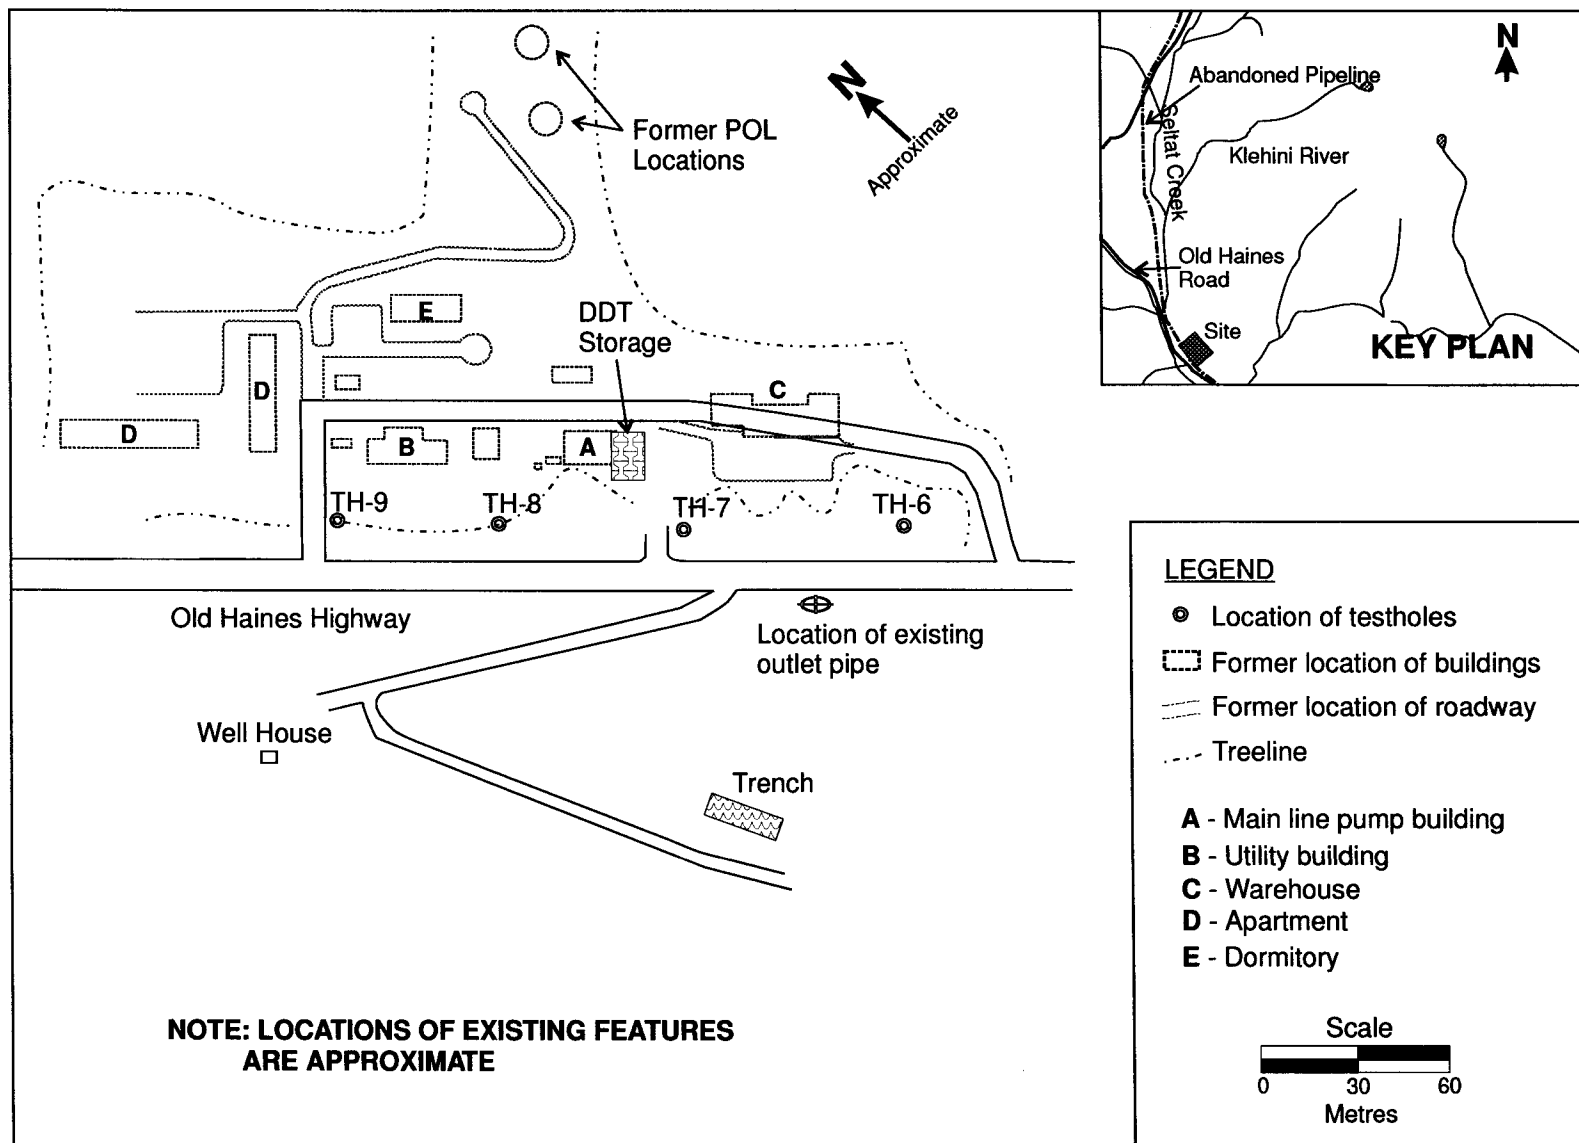 Former POL
Locations
N
Approximate
N
Abandoned Pipeline
Seltat Creek
Klehini River
Old Haines
Road
Site
KEY PLAN
E
DDT
Storage
D
C
D
B
A
TH-9
TH-8
TH-7
TH-6
Old Haines Highway
Location of existing
outlet pipe
Well House
Trench
NOTE: LOCATIONS OF EXISTING FEATURES
ARE APPROXIMATE
LEGEND
Location of testholes
Former location of buildings
Former location of roadway
Treeline
A - Main line pump building
B - Utility building
C - Warehouse
D - Apartment
E - Dormitory
Scale
0 30 60
Metres